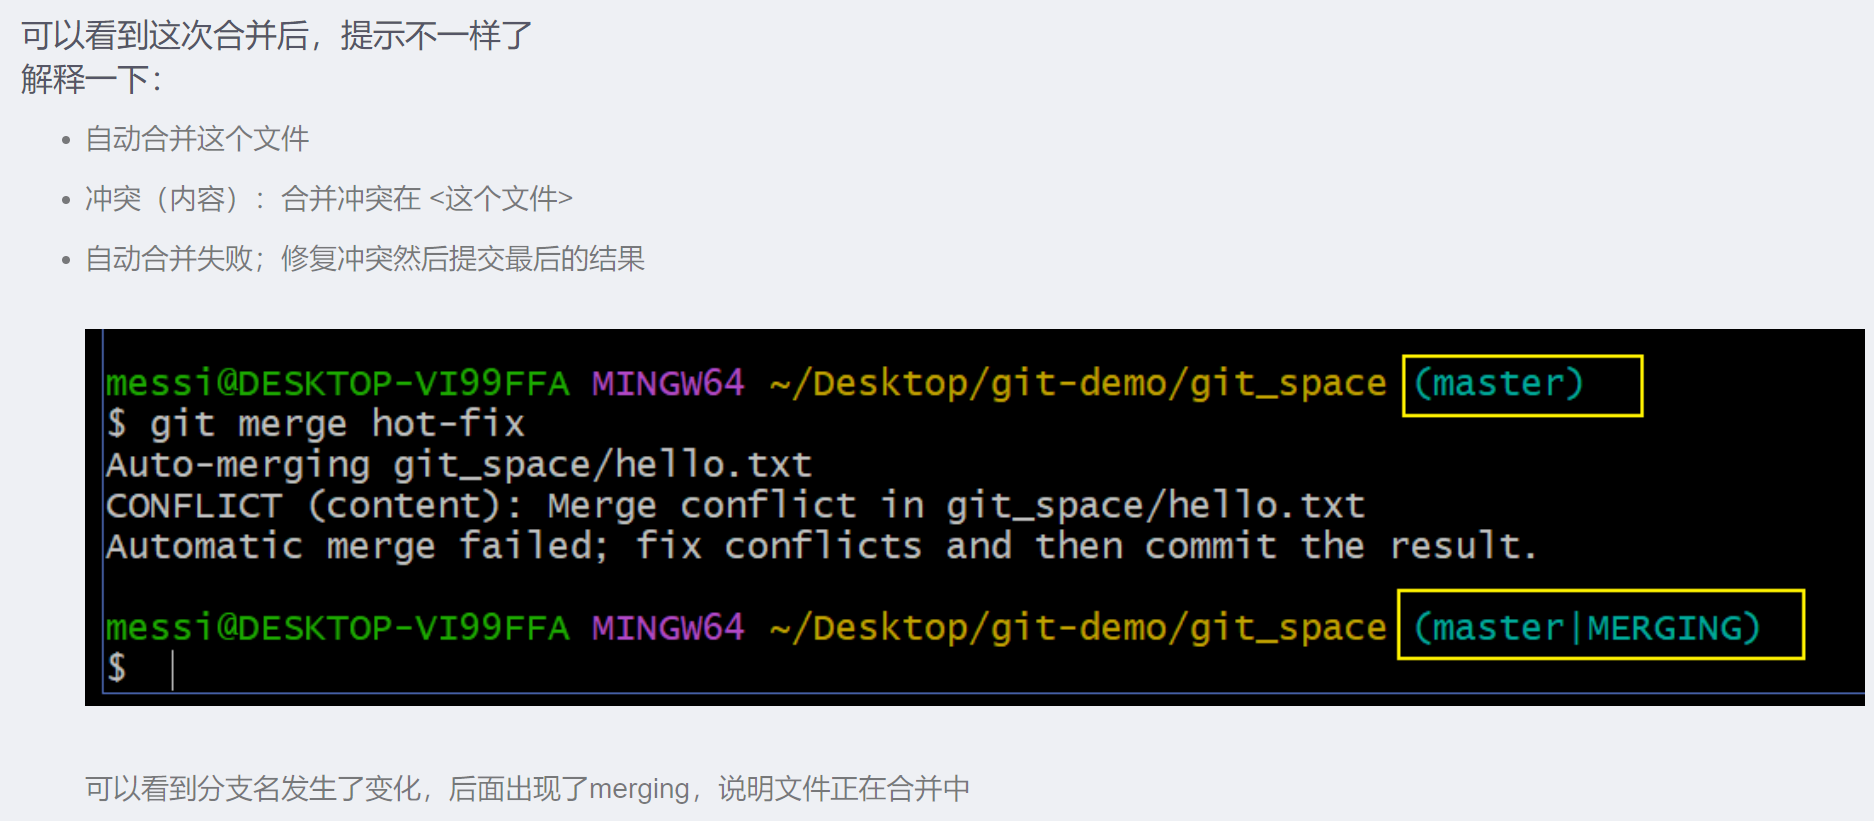 可以看到这次合并后，提示不一样了
解释一下：
• 自动合并这个文件
• 冲突（内容）：合并冲突在 <这个文件>
• 自动合并失败；修复冲突然后提交最后的结果
messi@DESKTOP-VI99FFA MINGW64 ~/Desktop/git-demo/git_space (master)
$ git merge hot-fix
Auto-merging git_space/hello.txt
CONFLICT (content): Merge conflict in git_space/hello.txt
Automatic merge failed; fix conflicts and then commit the result.
messi@DESKTOP-VI99FFA MINGW64 ~/Desktop/git-demo/git_space (master|MERGING)
$
可以看到分支名发生了变化，后面出现了merging，说明文件正在合并中